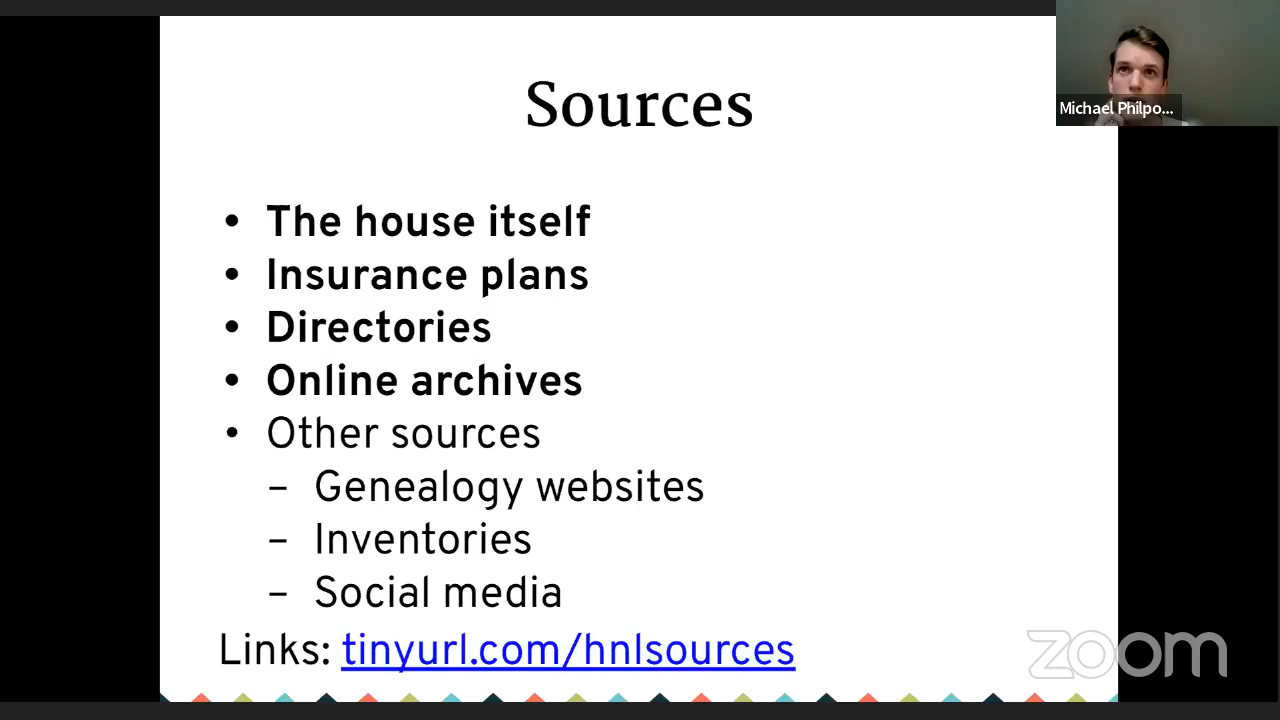 Sources
Michael Philpo...
• The house itself
• Insurance plans
• Directories
• Online archives
• Other sources
– Genealogy websites
– Inventories
– Social media
Links: tinyurl.com/hnlsources
zoom